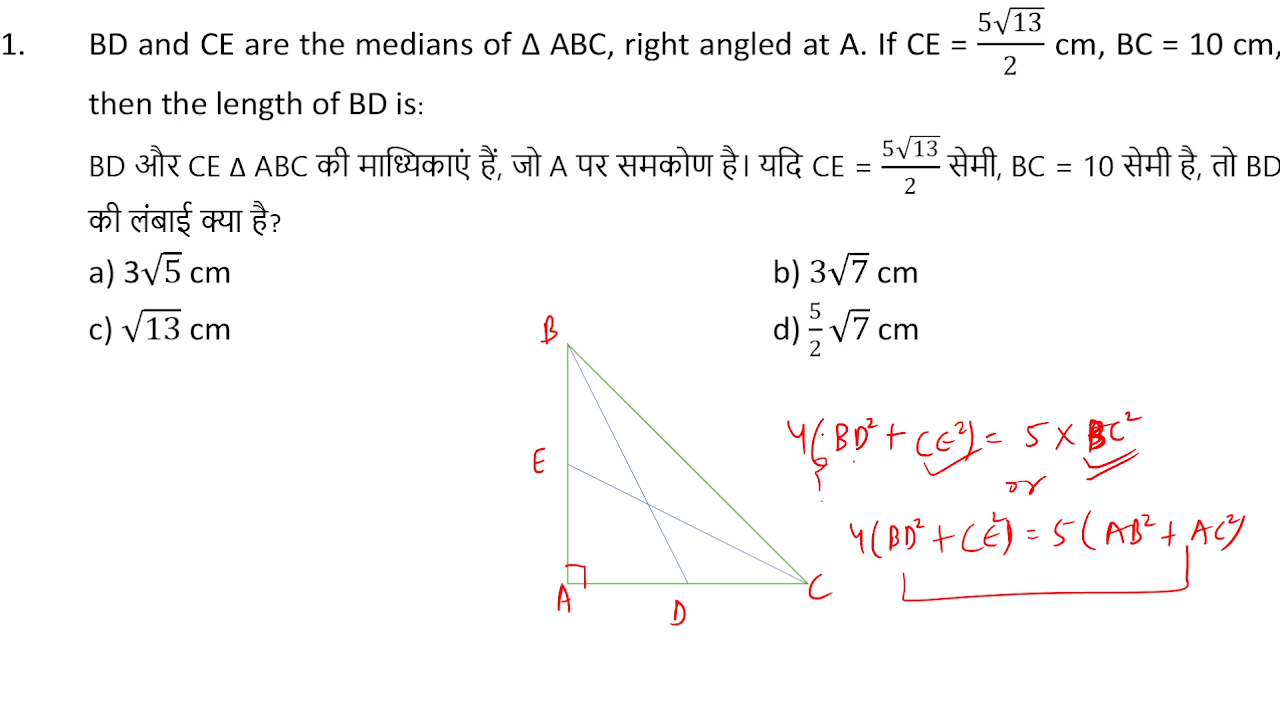 1. BD and CE are the medians of Δ ABC, right angled at A. If CE = 5√13/2 cm, BC = 10 cm,
then the length of BD is:
BD और CE Δ ABC की माध्यिकाएं हैं, जो A पर समकोण है। यदि CE = 5√13/2 सेमी, BC = 10 सेमी है, तो BD
की लंबाई क्या है?
a) 3√5 cm b) 3√7 cm
c) √13 cm d) 5/2 √7 cm
B
4(BD² + CE²) = 5 × BC²
E
or
4(BD² + CE²) = 5(AB² + AC²)
A D C